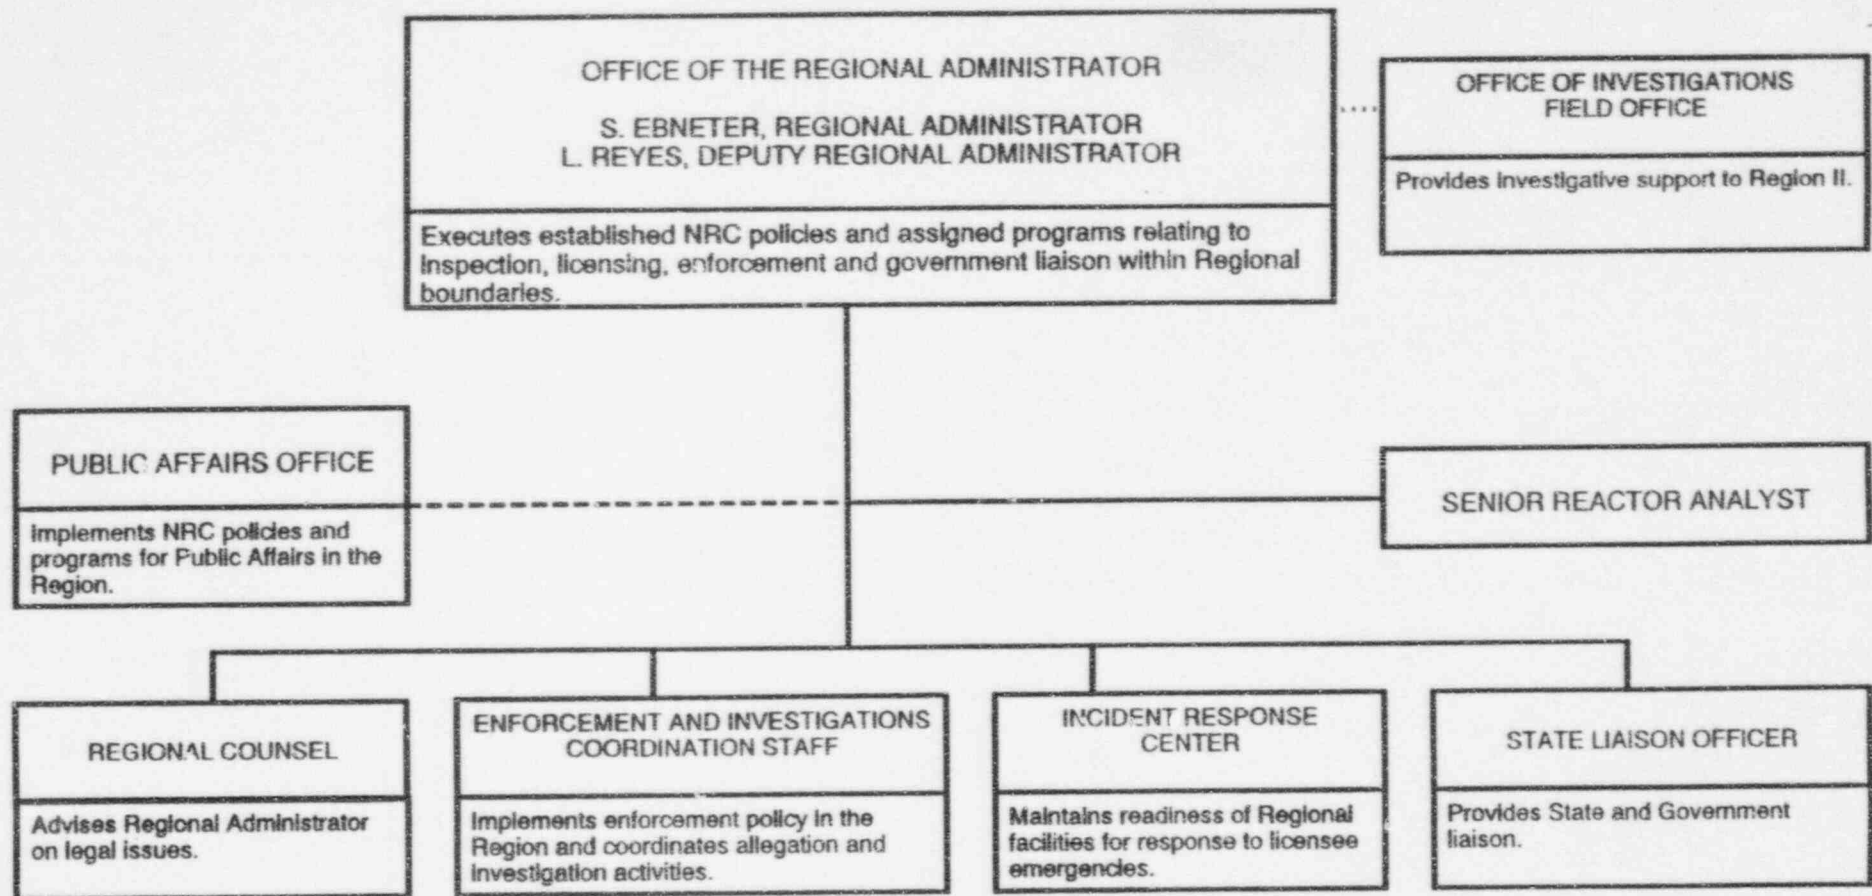 OFFICE OF THE REGIONAL ADMINISTRATOR
S. EBNETER, REGIONAL ADMINISTRATOR
L. REYES, DEPUTY REGIONAL ADMINISTRATOR
Executes established NRC policies and assigned programs relating to
inspection, licensing, enforcement and government liaison within Regional
boundaries.
OFFICE OF INVESTIGATIONS
FIELD OFFICE
Provides investigative support to Region II.
PUBLIC AFFAIRS OFFICE
Implements NRC policies and
programs for Public Affairs in the
Region.
SENIOR REACTOR ANALYST
REGIONAL COUNSEL
Advises Regional Administrator
on legal issues.
ENFORCEMENT AND INVESTIGATIONS
COORDINATION STAFF
Implements enforcement policy in the
Region and coordinates allegation and
investigation activities.
INCIDENT RESPONSE
CENTER
Maintains readiness of Regional
facilities for response to licensee
emergencies.
STATE LIAISON OFFICER
Provides State and Government
liaison.